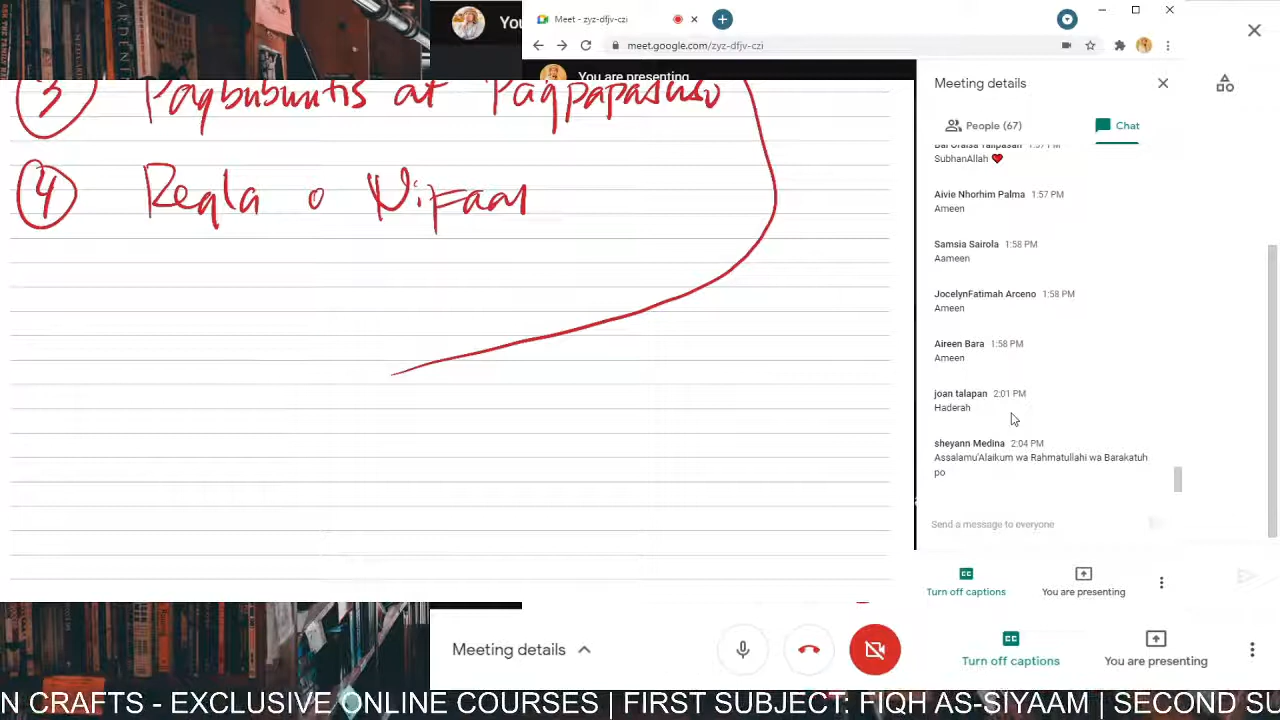 You
Meet - zyz-dfjv-czi
meet.google.com/zyz-dfjv-czi
You are presenting
Meeting details
People (67)
Chat
1:57 PM
SubhanAllah ❤
Aivie Nhorhim Palma 1:57 PM
Ameen
Samsia Sairola 1:58 PM
Aameen
JocelynFatimah Arceno 1:58 PM
Ameen
Aireen Bara 1:58 PM
Ameen
joan talapan 2:01 PM
Haderah
sheyann Medina 2:04 PM
Assalamu'Alaikum wa Rahmatullahi wa Barakatuh
po
Send a message to everyone
Turn off captions
You are presenting
3 Pagbubuntis at Pagpapasuso
4 Regla o Nifaas
Meeting details
Turn off captions
You are presenting
N CRAFTS - EXCLUSIVE ONLINE COURSES | FIRST SUBJECT: FIQH AS-SIYAAM | SECOND SU